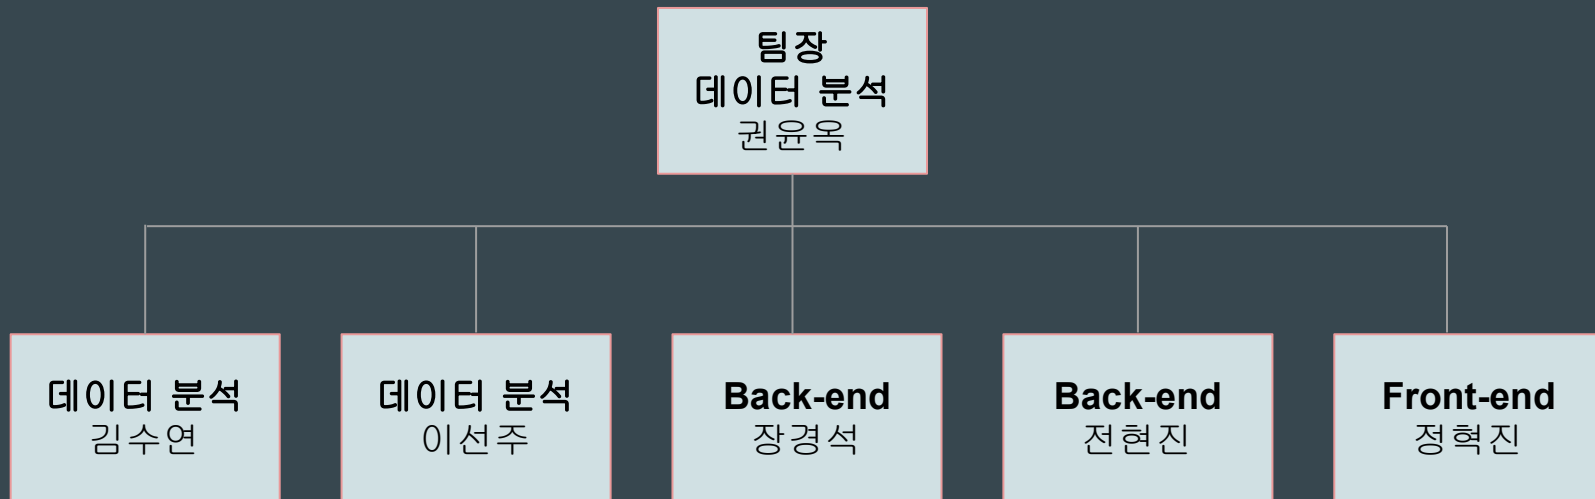 팀장
데이터 분석
권윤옥
데이터 분석
김수연
데이터 분석
이선주
Back-end
장경석
Back-end
전현진
Front-end
정혁진